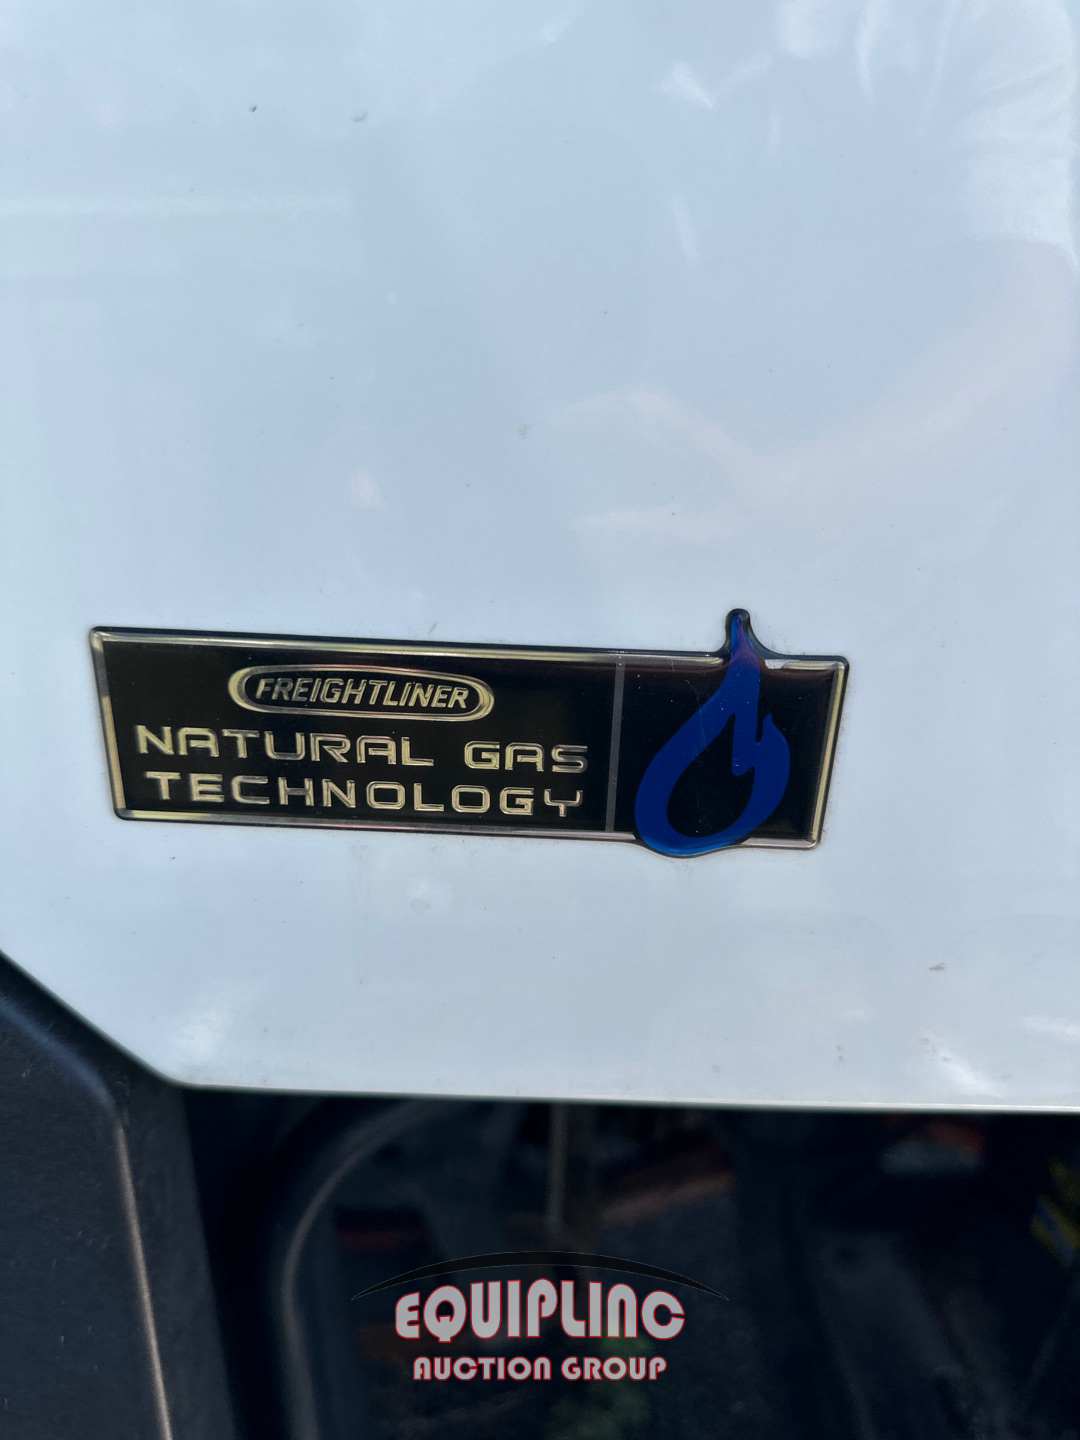 FREIGHTLINER
NATURAL GAS
TECHNOLOGY
EQUIPLINC
AUCTION GROUP